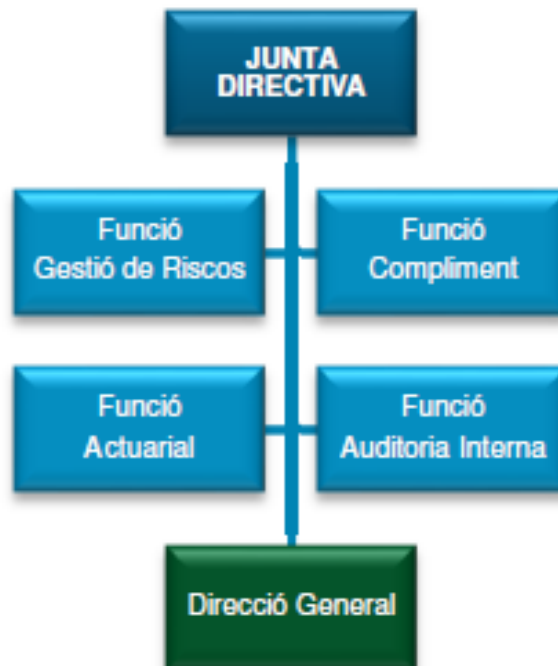 JUNTA
DIRECTIVA
Funció
Gestió de Riscos
Funció
Compliment
Funció
Actuarial
Funció
Auditoria Interna
Direcció General